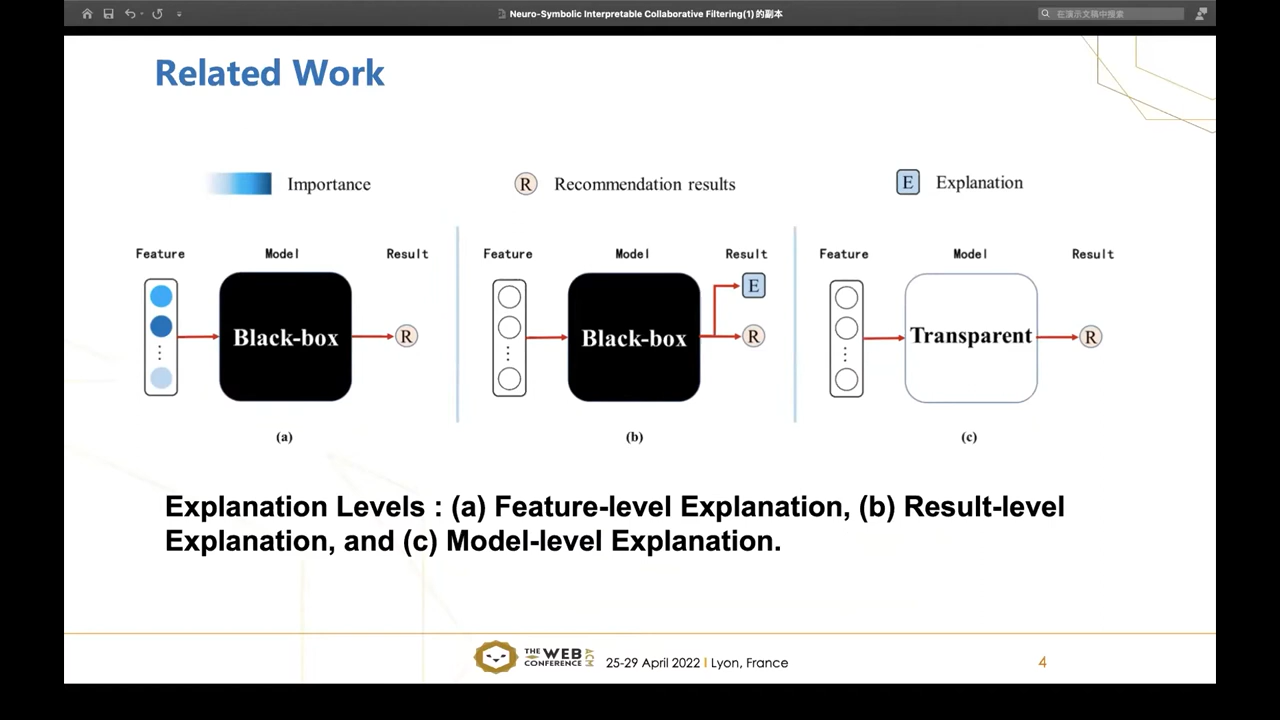 Neuro-Symbolic Interpretable Collaborative Filtering(1)的副本
在演示文稿中搜索
Related Work
Importance
R Recommendation results
E Explanation
Feature Model Result
Black-box
R
(a)
Feature Model Result
E
Black-box
R
(b)
Feature Model Result
Transparent
R
(c)
Explanation Levels : (a) Feature-level Explanation, (b) Result-level
Explanation, and (c) Model-level Explanation.
THE WEB CONFERENCE ACM
25-29 April 2022 | Lyon, France
4